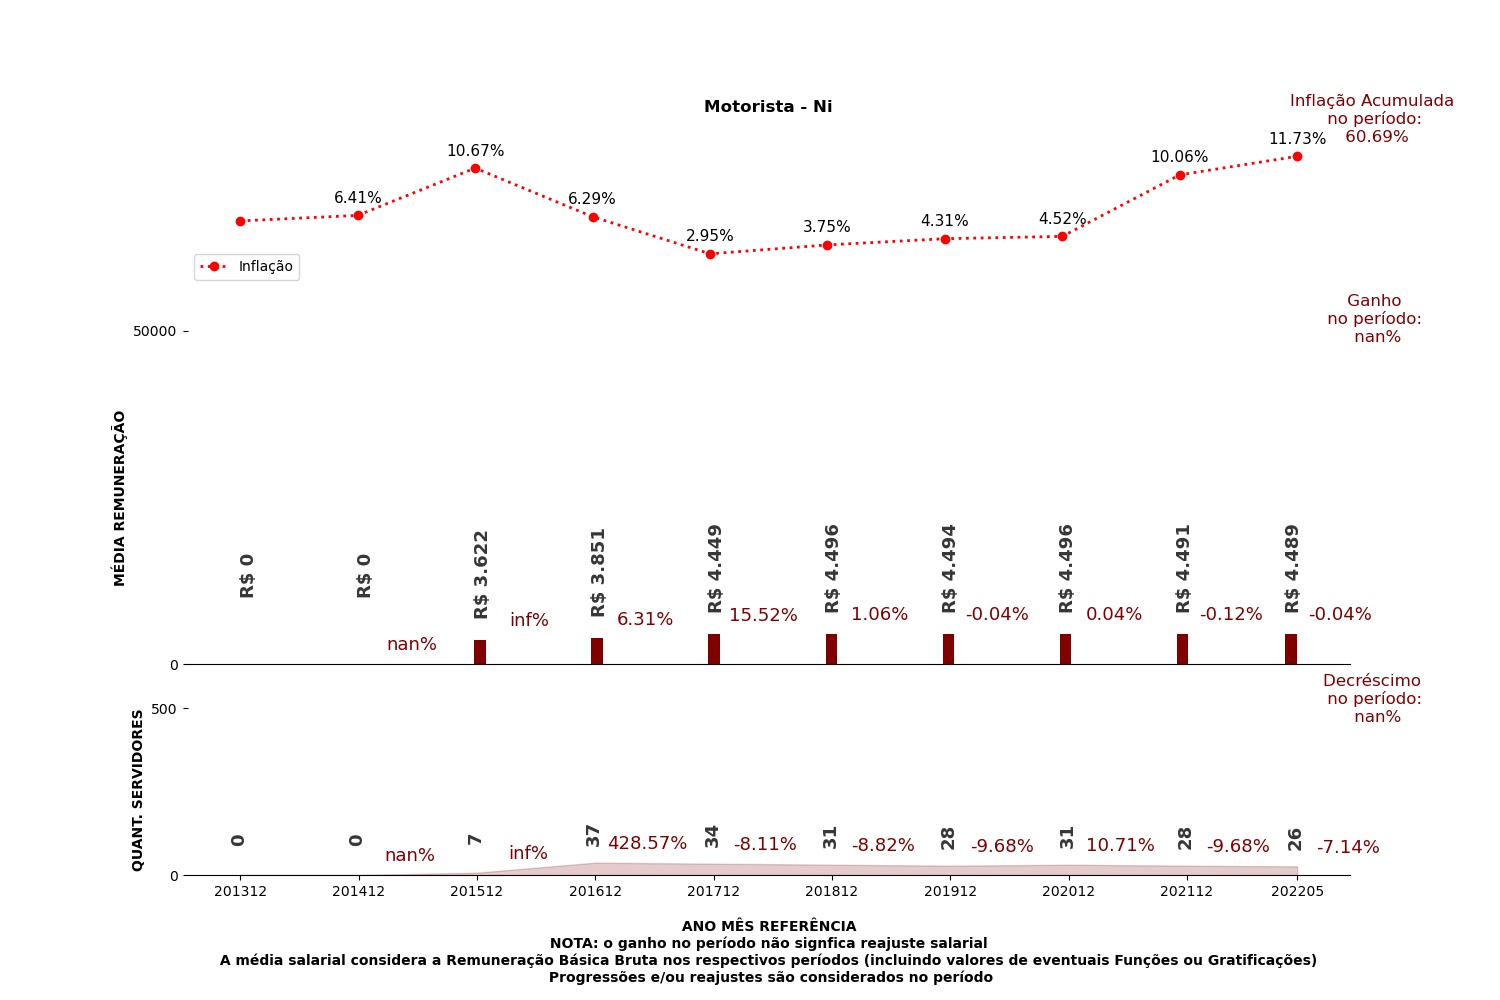 Motorista - Ni
Inflação Acumulada
no período:
60.69%
6.41%
10.67%
6.29%
2.95%
3.75%
4.31%
4.52%
10.06%
11.73%
Inflação
Ganho
no período:
nan%
50000
0
MÉDIA REMUNERAÇÃO
R$ 0
R$ 0
R$ 3.622
R$ 3.851
R$ 4.449
R$ 4.496
R$ 4.494
R$ 4.496
R$ 4.491
R$ 4.489
nan%
inf%
6.31%
15.52%
1.06%
-0.04%
0.04%
-0.12%
-0.04%
Decréscimo
no período:
nan%
500
0
QUANT. SERVIDORES
0
0
7
37
34
31
28
31
28
26
nan%
inf%
428.57%
-8.11%
-8.82%
-9.68%
10.71%
-9.68%
-7.14%
201312
201412
201512
201612
201712
201812
201912
202012
202112
202205
ANO MÊS REFERÊNCIA
NOTA: o ganho no período não signfica reajuste salarial
A média salarial considera a Remuneração Básica Bruta nos respectivos períodos (incluindo valores de eventuais Funções ou Gratificações)
Progressões e/ou reajustes são considerados no período